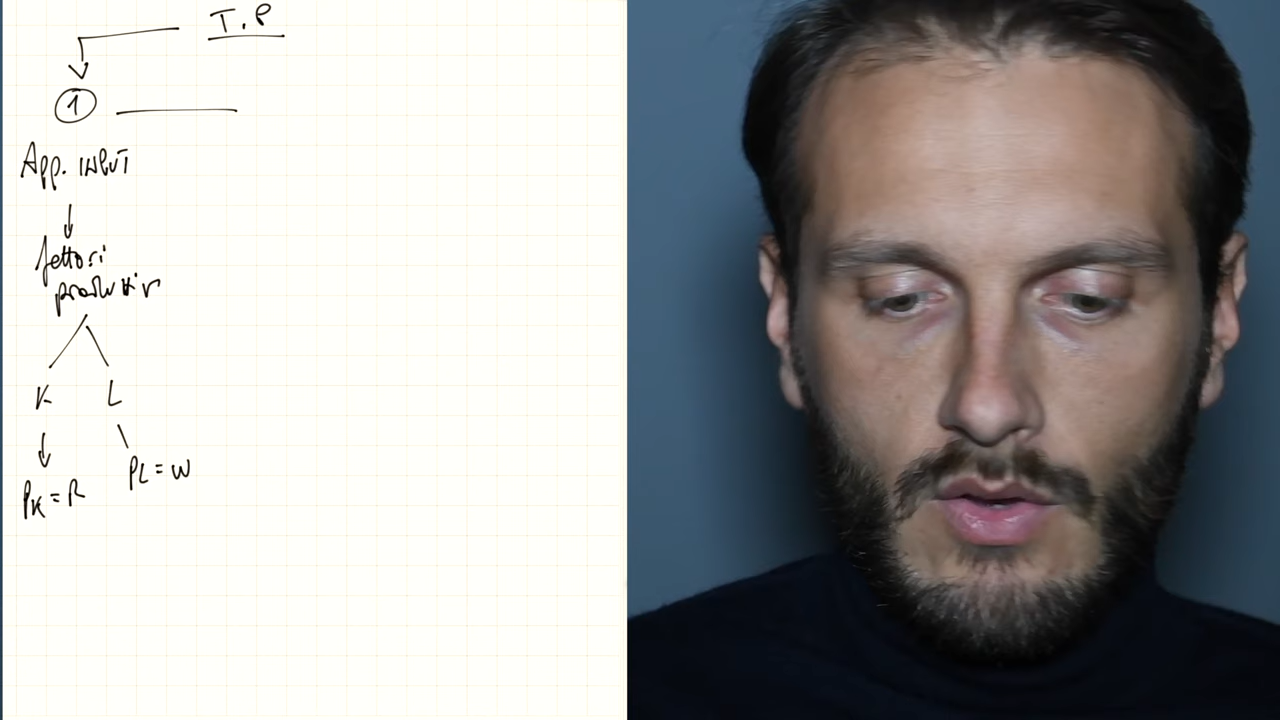 T.P
1
App. INPUT
fattori
produttivi
K L
PK = R PL = W